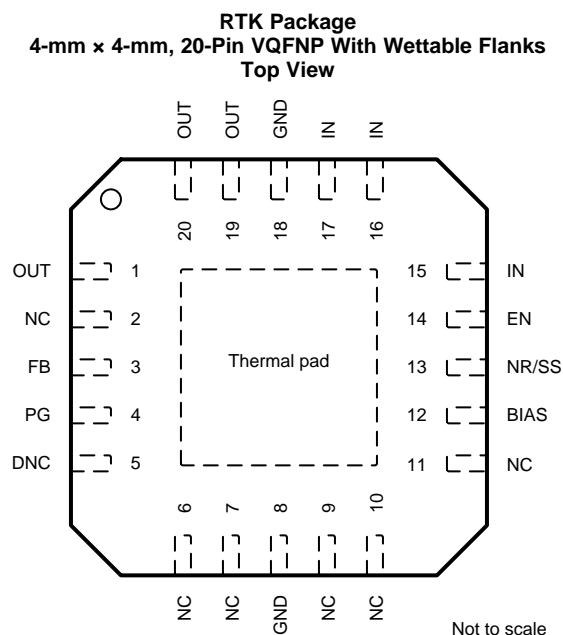 RTK Package
4-mm × 4-mm, 20-Pin VQFNP With Wettable Flanks
Top View
OUT OUT GND IN IN
20 19 18 17 16
OUT 1 15 IN
NC 2 14 EN
FB 3 Thermal pad 13 NR/SS
PG 4 12 BIAS
DNC 5 11 NC
6 7 8 9 10
NC NC GND NC NC
Not to scale